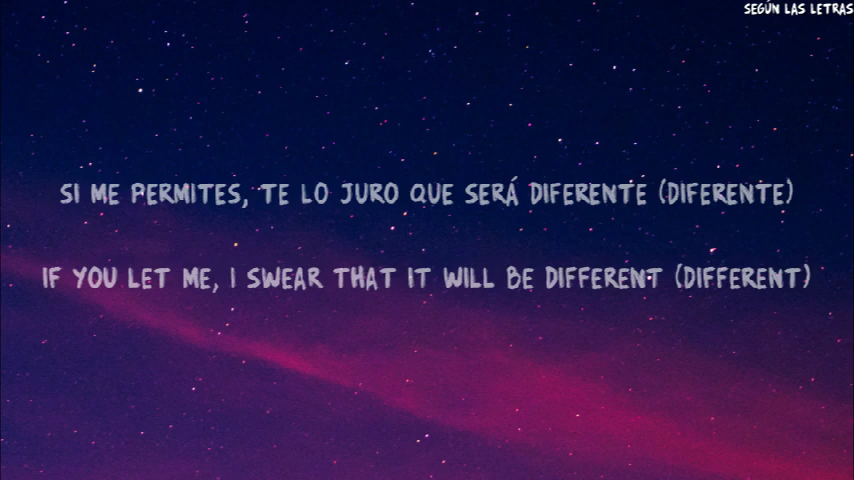 SEGÚN LAS LETRAS
SI ME PERMITES, TE LO JURO QUE SERÁ DIFERENTE (DIFERENTE)
IF YOU LET ME, I SWEAR THAT IT WILL BE DIFFERENT (DIFFERENT)